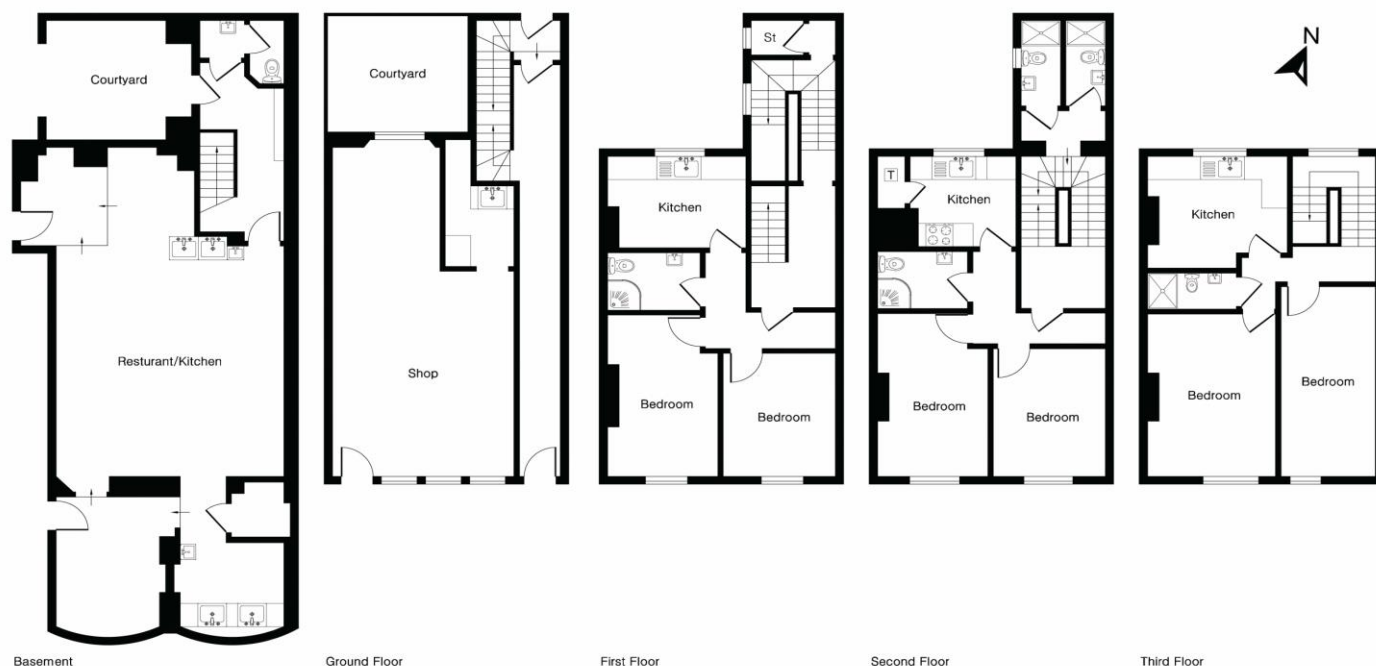 N
Courtyard
Resturant/Kitchen
Basement
Courtyard
Shop
Ground Floor
St
Kitchen
Bedroom
Bedroom
First Floor
T
Kitchen
Bedroom
Bedroom
Second Floor
Kitchen
Bedroom
Bedroom
Third Floor